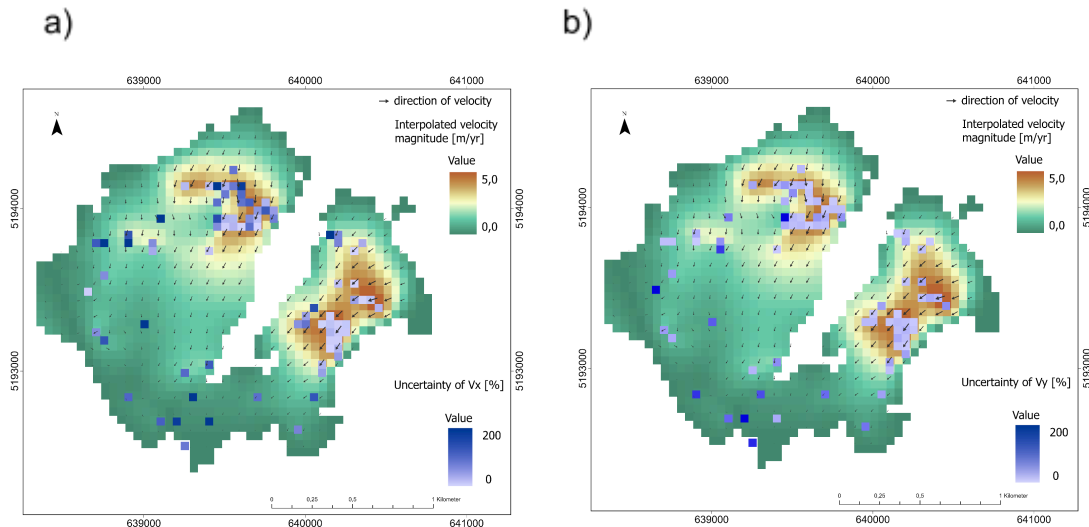 a)
b)
639000 640000 641000
639000 640000 641000
N
→ direction of velocity
Interpolated velocity
magnitude [m/yr]
Value
5,0
0,0
5194000
5194000
5193000
5193000
Uncertainty of Vx [%]
Value
200
0
0 0,25 0,5 1 Kilometer
639000 640000 641000
N
→ direction of velocity
Interpolated velocity
magnitude [m/yr]
Value
5,0
0,0
5194000
5193000
Uncertainty of Vy [%]
Value
200
0
0 0,25 0,5 1 Kilometer
639000 640000 641000